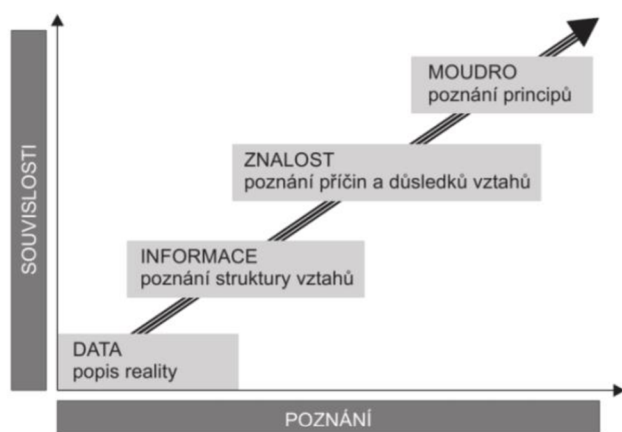 MOUDRO
poznání principů
ZNALOST
poznání příčin a důsledků vztahů
SOUVISLOSTI
INFORMACE
poznání struktury vztahů
DATA
popis reality
POZNÁNÍ